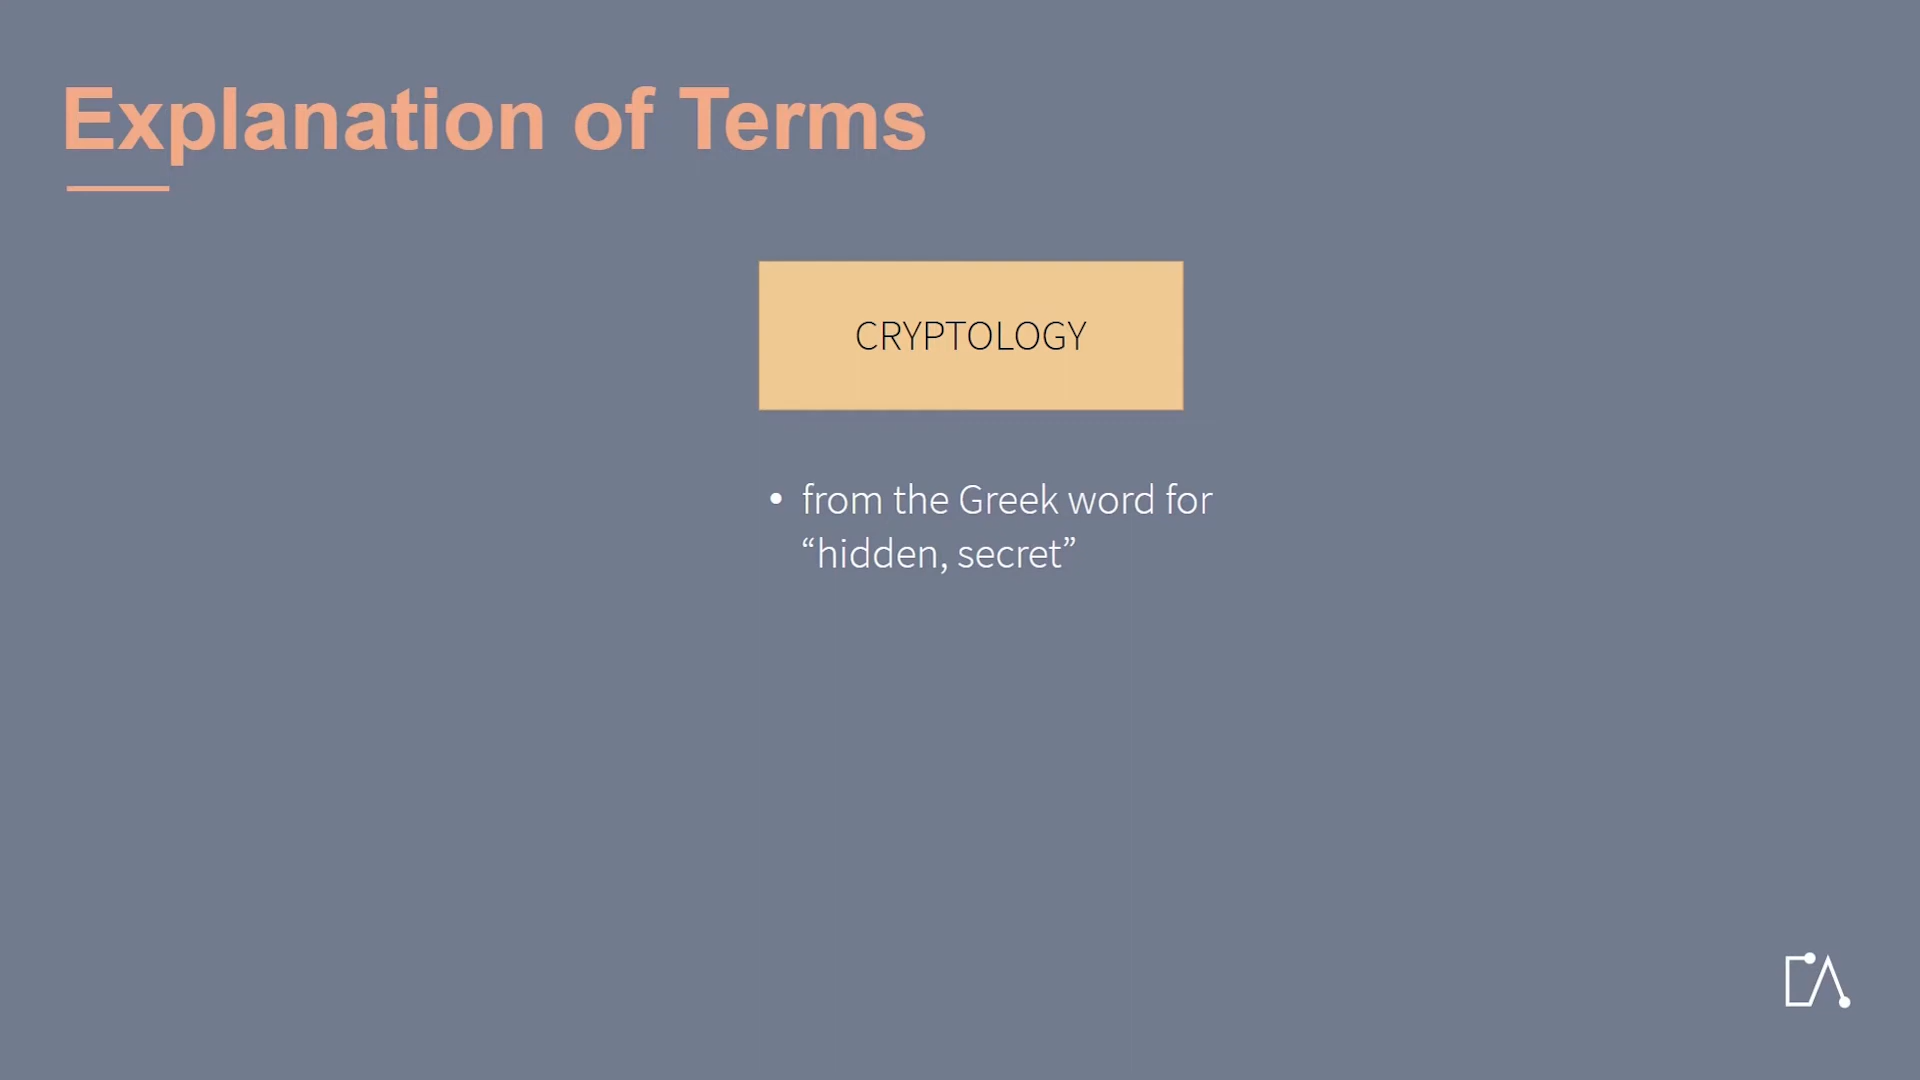 Explanation of Terms
CRYPTOLOGY
• from the Greek word for
“hidden, secret”